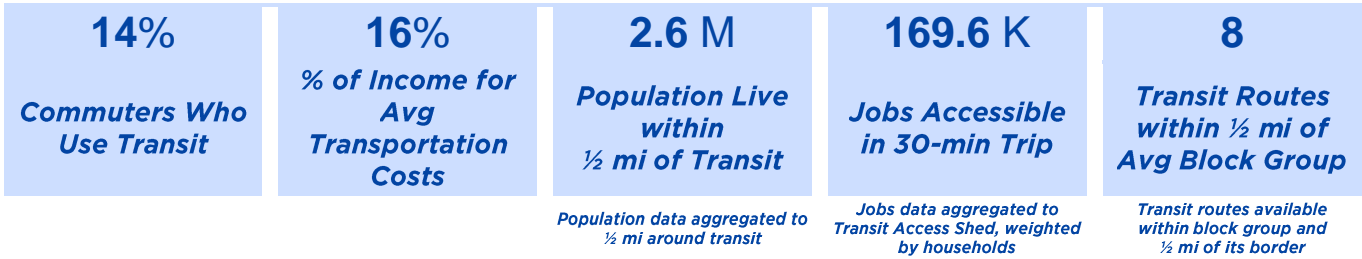 14%
Commuters Who
Use Transit
16%
% of Income for
Avg
Transportation
Costs
2.6 M
Population Live
within
½ mi of Transit
Population data aggregated to
½ mi around transit
169.6 K
Jobs Accessible
in 30-min Trip
Jobs data aggregated to
Transit Access Shed, weighted
by households
8
Transit Routes
within ½ mi of
Avg Block Group
Transit routes available
within block group and
½ mi of its border